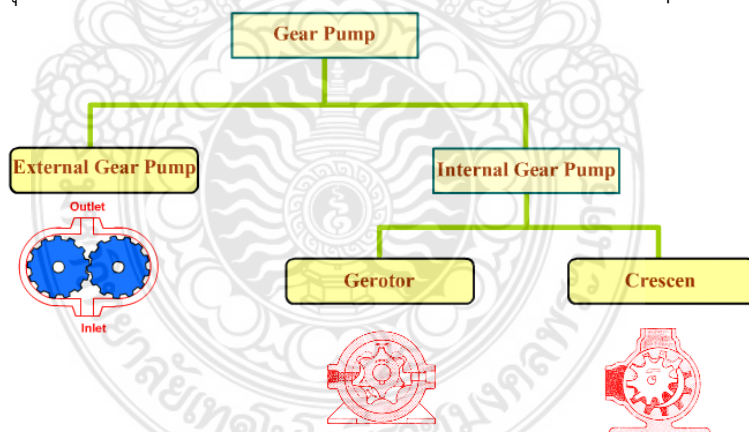 Gear Pump
External Gear Pump
Internal Gear Pump
Outlet
Inlet
Gerotor
Crescen